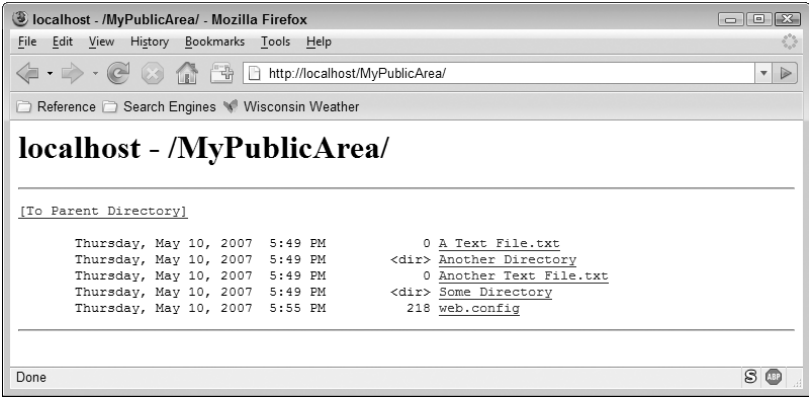 localhost - /MyPublicArea/ - Mozilla Firefox
File Edit View History Bookmarks Tools Help
http://localhost/MyPublicArea/
Reference Search Engines Wisconsin Weather
localhost - /MyPublicArea/
[To Parent Directory]
Thursday, May 10, 2007 5:49 PM 0 A Text File.txt
Thursday, May 10, 2007 5:49 PM <dir> Another Directory
Thursday, May 10, 2007 5:49 PM 0 Another Text File.txt
Thursday, May 10, 2007 5:49 PM <dir> Some Directory
Thursday, May 10, 2007 5:55 PM 218 web.config
Done S ABP